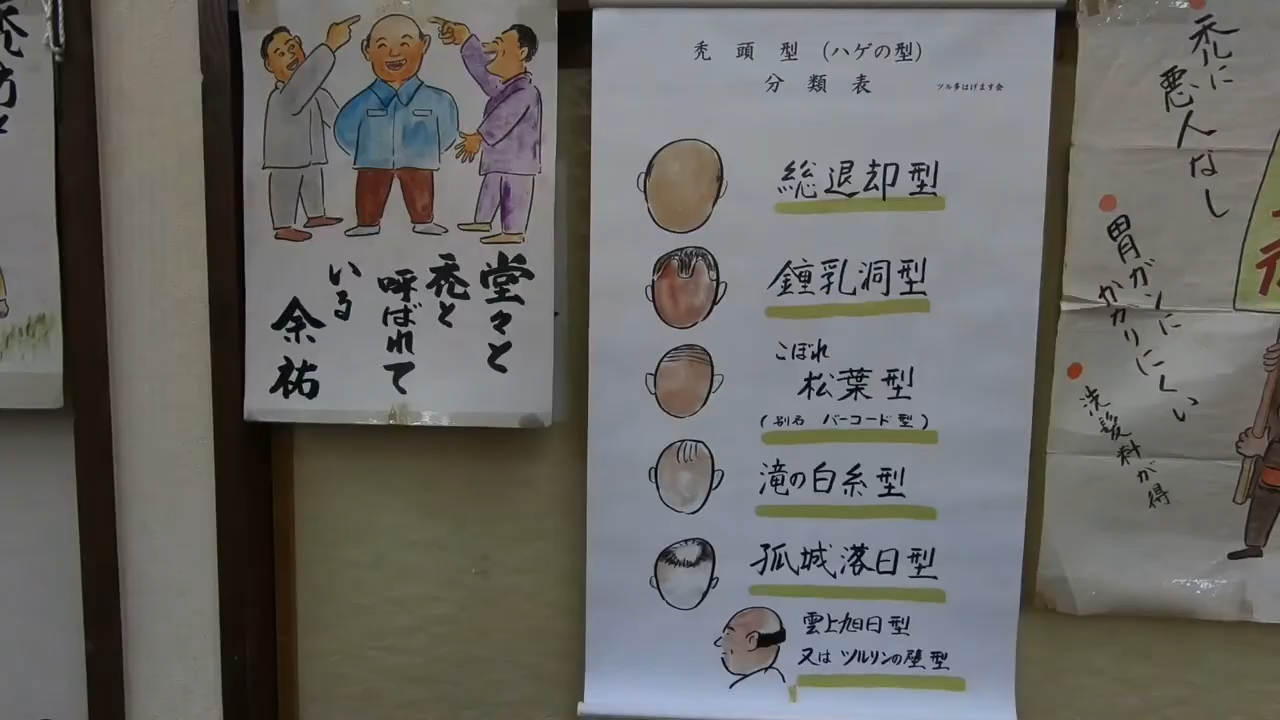 禿に
悪人なし
胃がンに
かかりにくい
洗髪料が得
禿頭型(ハゲの型)
分類表
ツル多はげます会
総退却型
鍾乳洞型
こぼれ
松葉型
(別名 バーコード型)
滝の白糸型
孤城落日型
雲上旭日型
又は ツルリンの壁型
堂々と
禿と
呼ばれて
いる
余祐